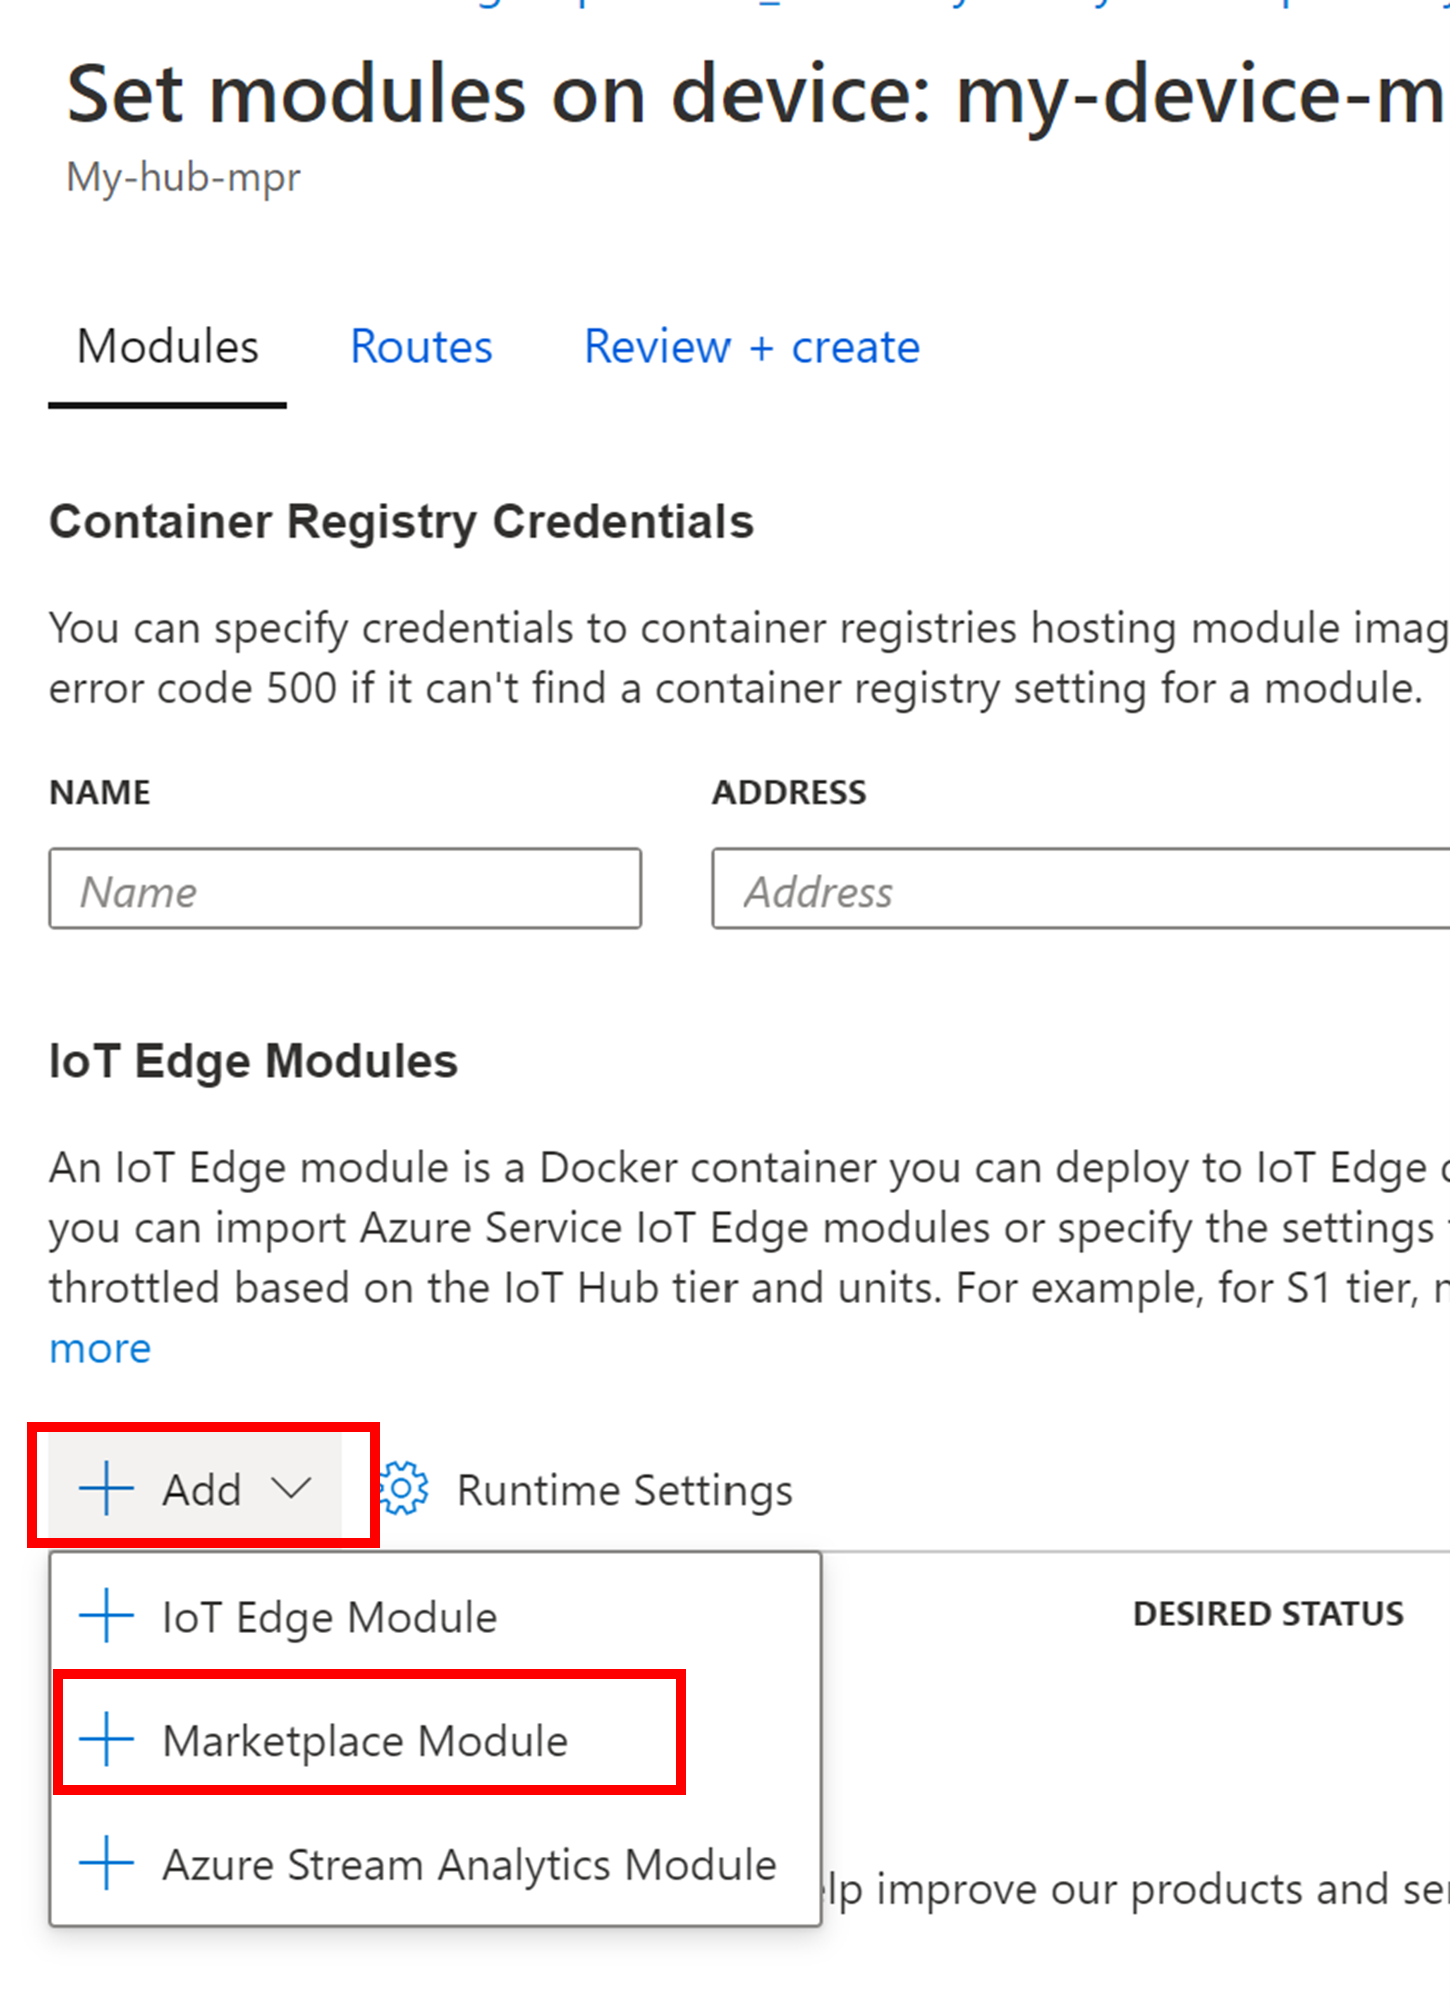 Set modules on device: my-device-m
My-hub-mpr
Modules Routes Review + create
Container Registry Credentials
You can specify credentials to container registries hosting module imag
error code 500 if it can't find a container registry setting for a module.
NAME ADDRESS
Name Address
IoT Edge Modules
An IoT Edge module is a Docker container you can deploy to IoT Edge
you can import Azure Service IoT Edge modules or specify the settings
throttled based on the IoT Hub tier and units. For example, for S1 tier,
more
Add Runtime Settings
IoT Edge Module
DESIRED STATUS
Marketplace Module
Azure Stream Analytics Module
lp improve our products and ser